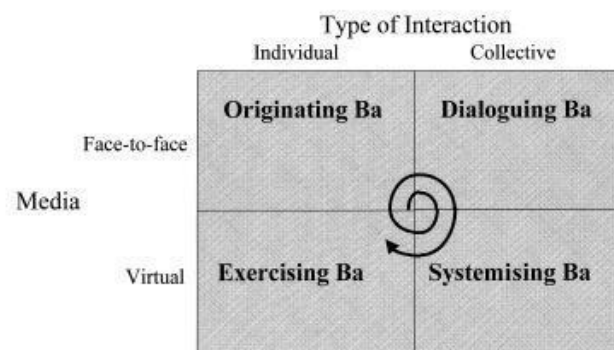 Type of Interaction
Individual Collective
Originating Ba Dialoguing Ba
Face-to-face
Media
Virtual Exercising Ba Systemising Ba